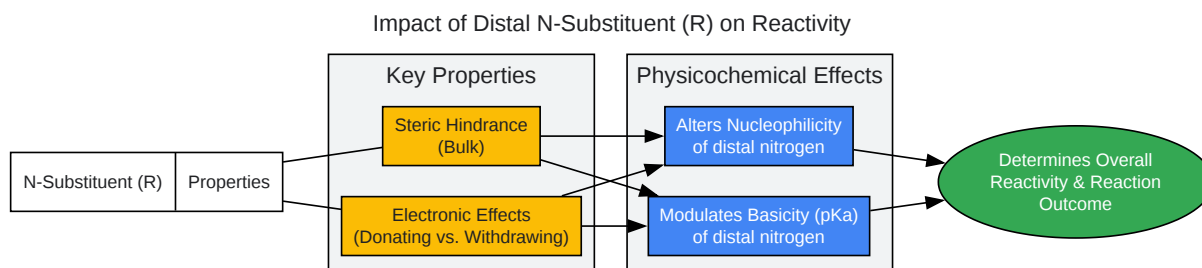 Impact of Distal N-Substituent (R) on Reactivity
Key Properties
Physicochemical Effects
Steric Hindrance
(Bulk)
Alters Nucleophilicity
of distal nitrogen
N-Substituent (R)
Properties
Determines Overall
Reactivity & Reaction
Outcome
Electronic Effects
(Donating vs. Withdrawing)
Modulates Basicity (pKa)
of distal nitrogen